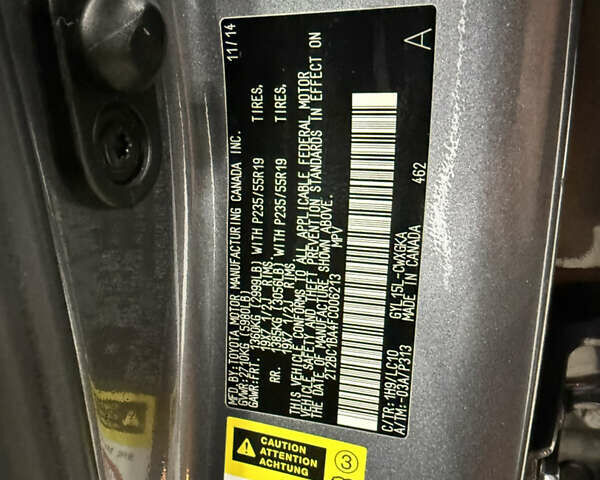 MFD.BY:TOYOTA MOTOR MANUFACTURING CANADA INC. 11/14
GVWR:2710KG(5980LB)
GAWR:FRT. 1360KG(2999LB) WITH P235/55R19 TIRES,
19X7 1/2J RIMS
RR. 1385KG(3056LB) WITH P235/55R19 TIRES,
19X7 1/2J RIMS
THIS VEHICLE CONFORMS TO ALL APPLICABLE FEDERAL MOTOR
VEHICLE SAFETY AND THEFT PREVENTION STANDARDS IN EFFECT ON
THE DATE OF MANUFACTURE SHOWN ABOVE.
2T2BC1BA4FC006213 MPV
A
C/TR:1H9/LC10 GYL15L-CWXGKA 462
A/TM:-03A/P313 MADE IN CANADA
CAUTION
ATTENTION
ACHTUNG
3